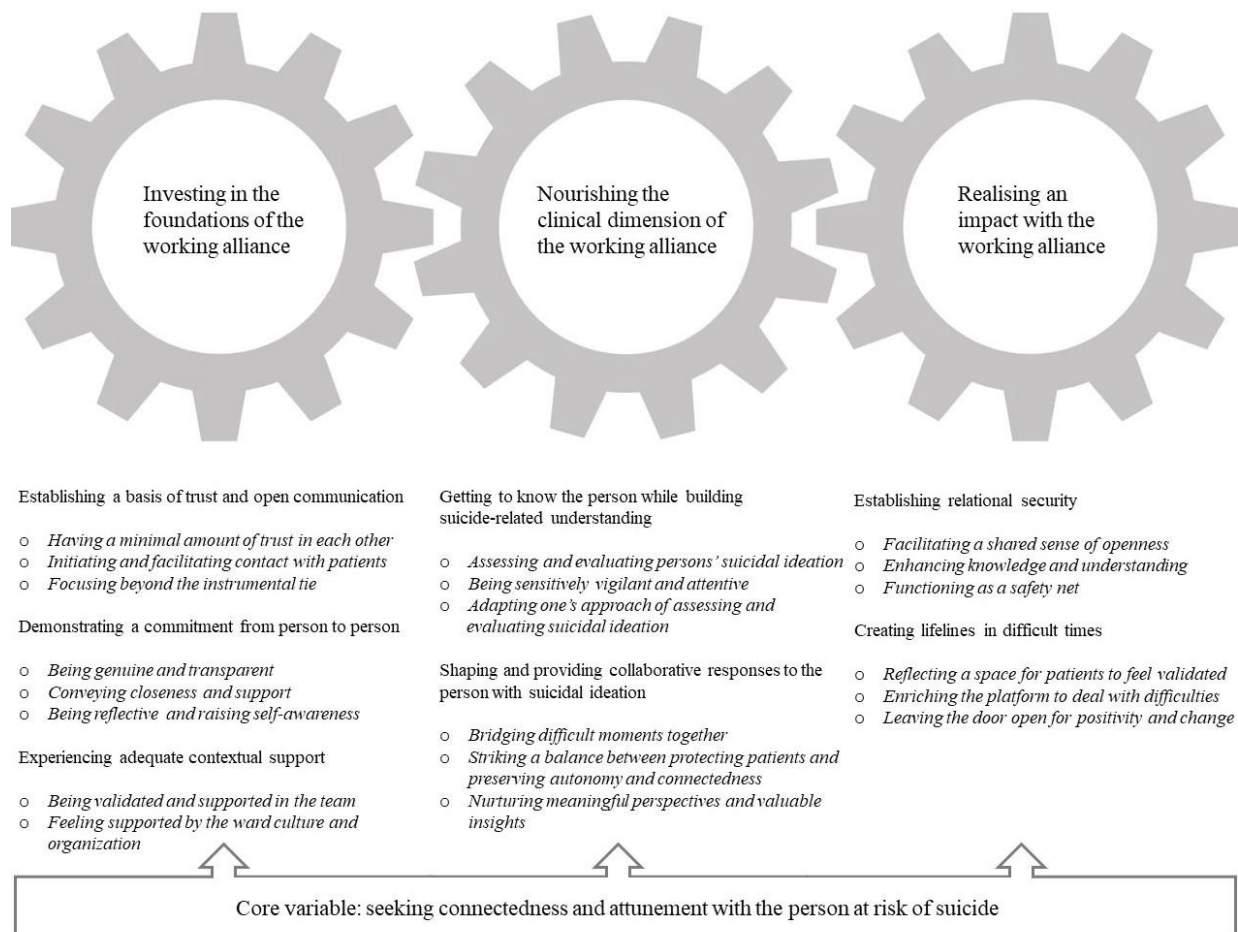 Investing in the
foundations of the
working alliance
Nourishing the
clinical dimension of
the working alliance
Realising an
impact with the
working alliance
Establishing a basis of trust and open communication
o Having a minimal amount of trust in each other
o Initiating and facilitating contact with patients
o Focusing beyond the instrumental tie
Demonstrating a commitment from person to person
o Being genuine and transparent
o Conveying closeness and support
o Being reflective and raising self-awareness
Experiencing adequate contextual support
o Being validated and supported in the team
o Feeling supported by the ward culture and
organization
Getting to know the person while building
suicide-related understanding
o Assessing and evaluating persons' suicidal ideation
o Being sensitively vigilant and attentive
o Adapting one's approach of assessing and
evaluating suicidal ideation
Shaping and providing collaborative responses to the
person with suicidal ideation
o Bridging difficult moments together
o Striking a balance between protecting patients and
preserving autonomy and connectedness
o Nurturing meaningful perspectives and valuable
insights
Establishing relational security
o Facilitating a shared sense of openness
o Enhancing knowledge and understanding
o Functioning as a safety net
Creating lifelines in difficult times
o Reflecting a space for patients to feel validated
o Enriching the platform to deal with difficulties
o Leaving the door open for positivity and change
Core variable: seeking connectedness and attunement with the person at risk of suicide